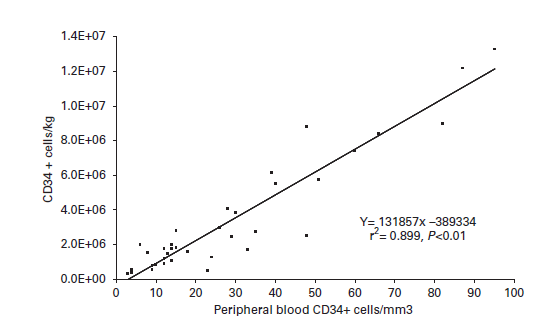 1.4E+07
1.2E+07
1.0E+07
8.0E+06
6.0E+06
4.0E+06
2.0E+06
0.0E+00
CD34 + cells/kg
Y= 131857x –389334
r²= 0.899, P<0.01
0 10 20 30 40 50 60 70 80 90 100
Peripheral blood CD34+ cells/mm3